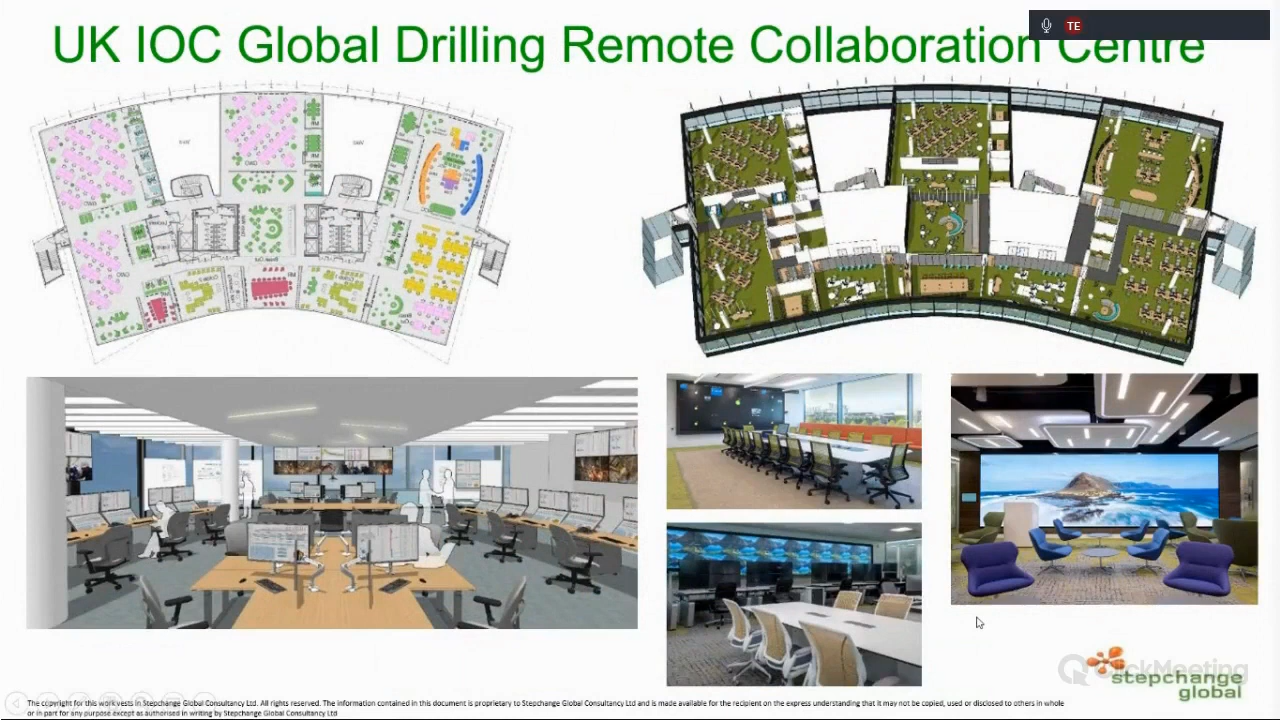 UK IOC Global Drilling Remote Collaboration Centre
TE
ClickMeeting
stepchange
global
The copyright for this work vests in Stepchange Global Consultancy Ltd. All rights reserved. The information contained in this document is proprietary to Stepchange Global Consultancy Ltd and is made available for the recipient on the express understanding that it may not be copied, used or disclosed to others in whole
or in part for any purpose except as authorised in writing by Stepchange Global Consultancy Ltd